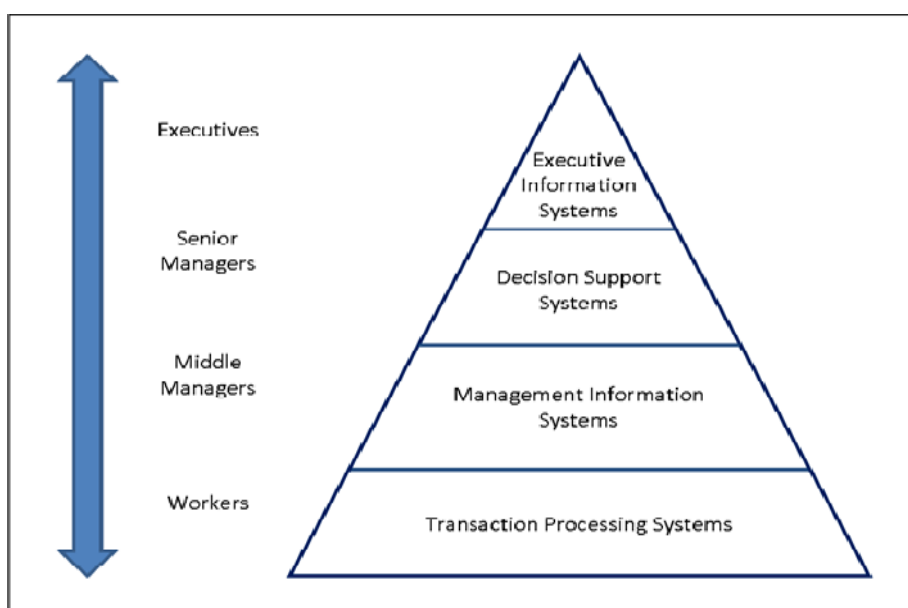 Executives
Executive
Information
Systems
Senior
Managers
Decision Support
Systems
Middle
Managers
Management Information
Systems
Workers
Transaction Processing Systems